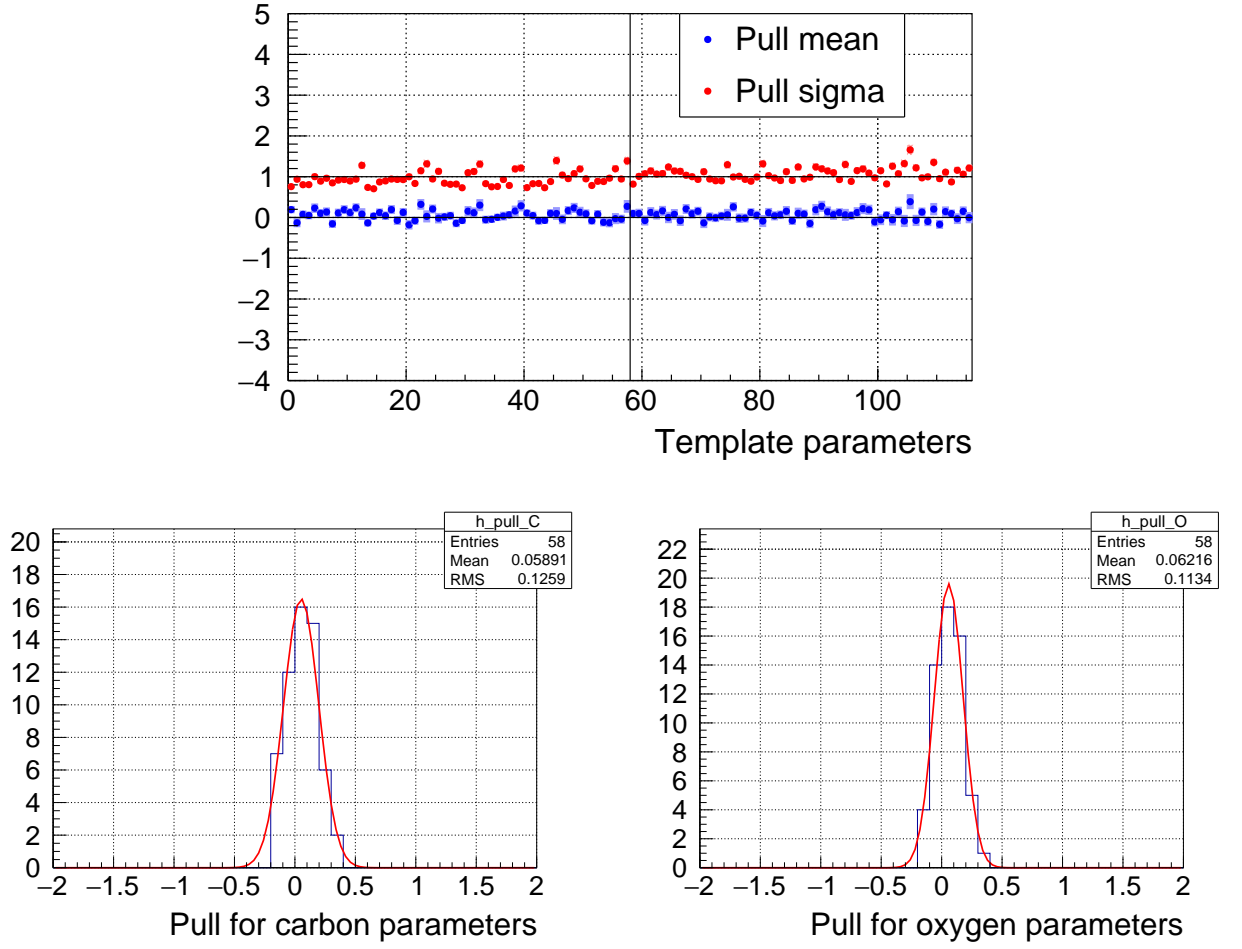 5
4
3
2
1
0
−1
−2
−3
−4
Pull mean
Pull sigma
0 20 40 60 80 100
Template parameters
h_pull_C
Entries 58
Mean 0.05891
RMS 0.1259
20
18
16
14
12
10
8
6
4
2
0
−2 −1.5 −1 −0.5 0 0.5 1 1.5 2
Pull for carbon parameters
h_pull_O
Entries 58
Mean 0.06216
RMS 0.1134
22
20
18
16
14
12
10
8
6
4
2
0
−2 −1.5 −1 −0.5 0 0.5 1 1.5 2
Pull for oxygen parameters